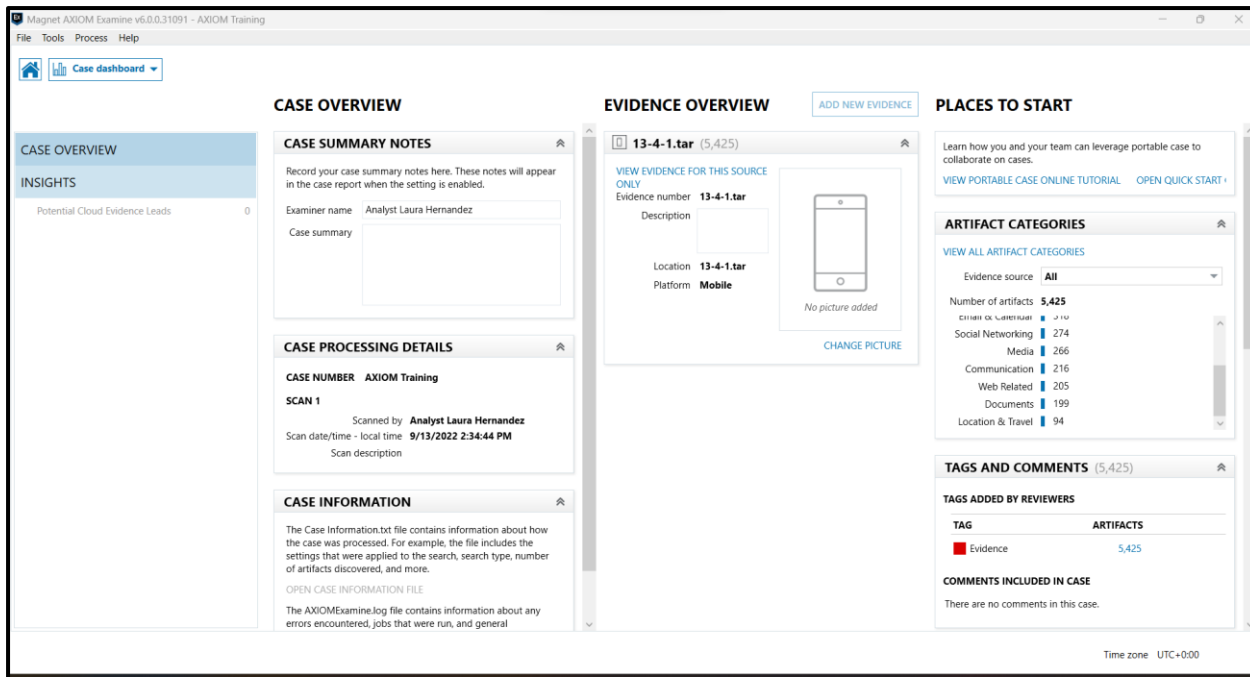 Magnet AXIOM Examine v6.0.0.31091 - AXIOM Training
File Tools Process Help
Case dashboard
CASE OVERVIEW
INSIGHTS
Potential Cloud Evidence Leads 0
CASE OVERVIEW
CASE SUMMARY NOTES
Record your case summary notes here. These notes will appear
in the case report when the setting is enabled.
Examiner name Analyst Laura Hernandez
Case summary
CASE PROCESSING DETAILS
CASE NUMBER AXIOM Training
SCAN 1
Scanned by Analyst Laura Hernandez
Scan date/time - local time 9/13/2022 2:34:44 PM
Scan description
CASE INFORMATION
The Case Information.txt file contains information about how
the case was processed. For example, the file includes the
settings that were applied to the search, search type, number
of artifacts discovered, and more.
OPEN CASE INFORMATION FILE
The AXIOMExamine.log file contains information about any
errors encountered, jobs that were run, and general
EVIDENCE OVERVIEW
ADD NEW EVIDENCE
13-4-1.tar (5,425)
VIEW EVIDENCE FOR THIS SOURCE
ONLY
Evidence number 13-4-1.tar
Description
Location 13-4-1.tar
Platform Mobile
No picture added
CHANGE PICTURE
PLACES TO START
Learn how you and your team can leverage portable case to
collaborate on cases.
VIEW PORTABLE CASE ONLINE TUTORIAL OPEN QUICK START
ARTIFACT CATEGORIES
VIEW ALL ARTIFACT CATEGORIES
Evidence source All
Number of artifacts 5,425
Email & Calendar
Social Networking 274
Media 266
Communication 216
Web Related 205
Documents 199
Location & Travel 94
TAGS AND COMMENTS (5,425)
TAGS ADDED BY REVIEWERS
TAG ARTIFACTS
Evidence 5,425
COMMENTS INCLUDED IN CASE
There are no comments in this case.
Time zone UTC+0:00